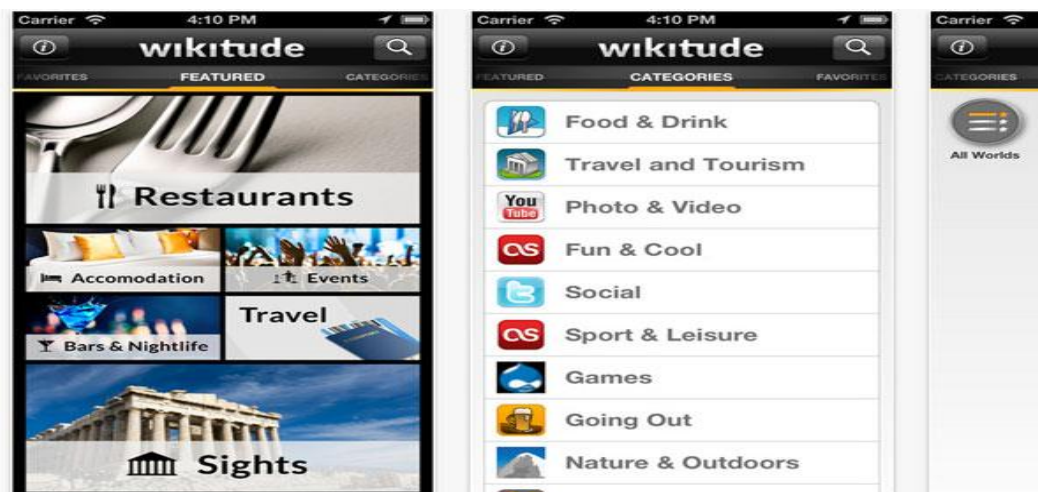 Carrier 4:10 PM
wikitude
FAVORITES FEATURED CATEGORIES
Restaurants
Accomodation
Events
Bars & Nightlife
Travel
Sights
Carrier 4:10 PM
wikitude
FEATURED CATEGORIES FAVORITES
Food & Drink
Travel and Tourism
You
Tube
Photo & Video
Fun & Cool
Social
Sport & Leisure
Games
Going Out
Nature & Outdoors
Carrier
CATEGORIES
All Worlds